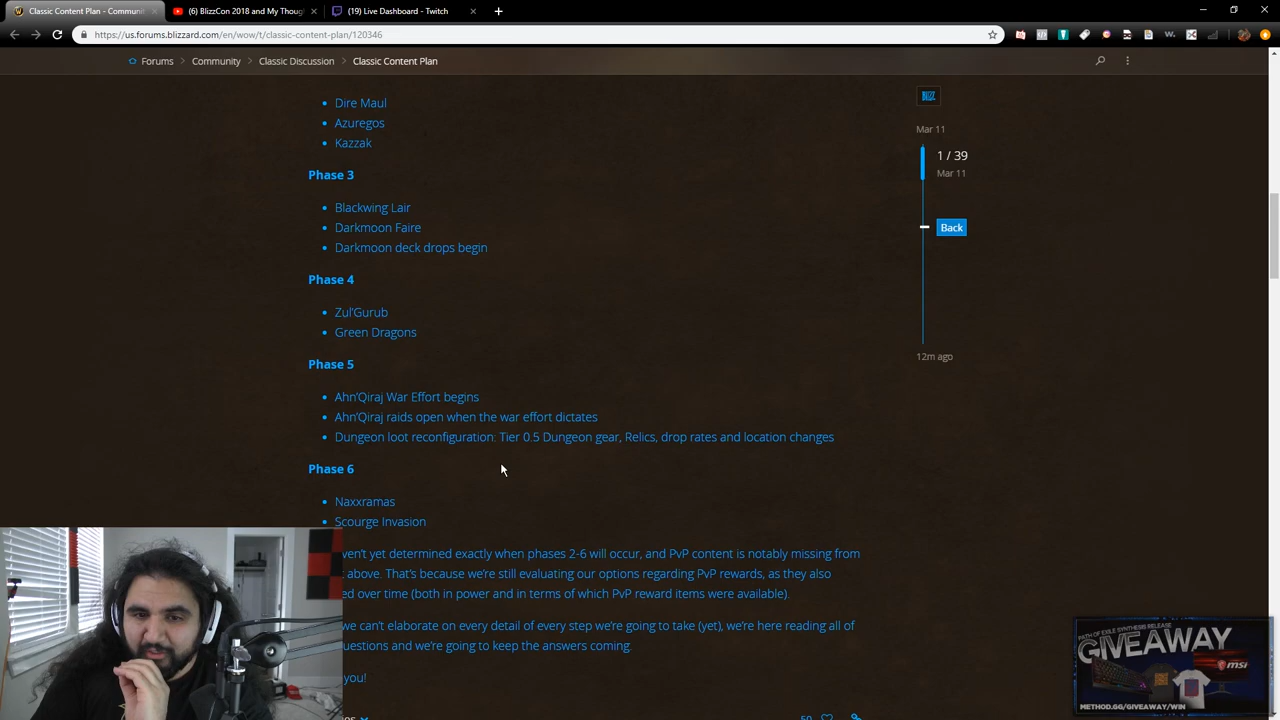 Classic Content Plan - Communi
(6) BlizzCon 2018 and My Though
(19) Live Dashboard - Twitch
https://us.forums.blizzard.com/en/wow/t/classic-content-plan/120346
Forums
Community
Classic Discussion
Classic Content Plan
Dire Maul
Azuregos
Kazzak
Phase 3
Blackwing Lair
Darkmoon Faire
Darkmoon deck drops begin
Phase 4
Zul'Gurub
Green Dragons
Phase 5
Ahn'Qiraj War Effort begins
Ahn'Qiraj raids open when the war effort dictates
Dungeon loot reconfiguration: Tier 0.5 Dungeon gear, Relics, drop rates and location changes
Phase 6
Naxxramas
Scourge Invasion
ven't yet determined exactly when phases 2-6 will occur, and PvP content is notably missing from
above. That's because we're still evaluating our options regarding PvP rewards, as they also
ed over time (both in power and in terms of which PvP reward items were available).
we can't elaborate on every detail of every step we're going to take (yet), we're here reading all of
uestions and we're going to keep the answers coming.
you!
50
BLIZZ
Mar 11
1 / 39
Mar 11
Back
12m ago
PATH OF EXILE SYNTHESIS RELEASE
GIVEAWAY
msi
METHOD.GG/GIVEAWAY/WIN